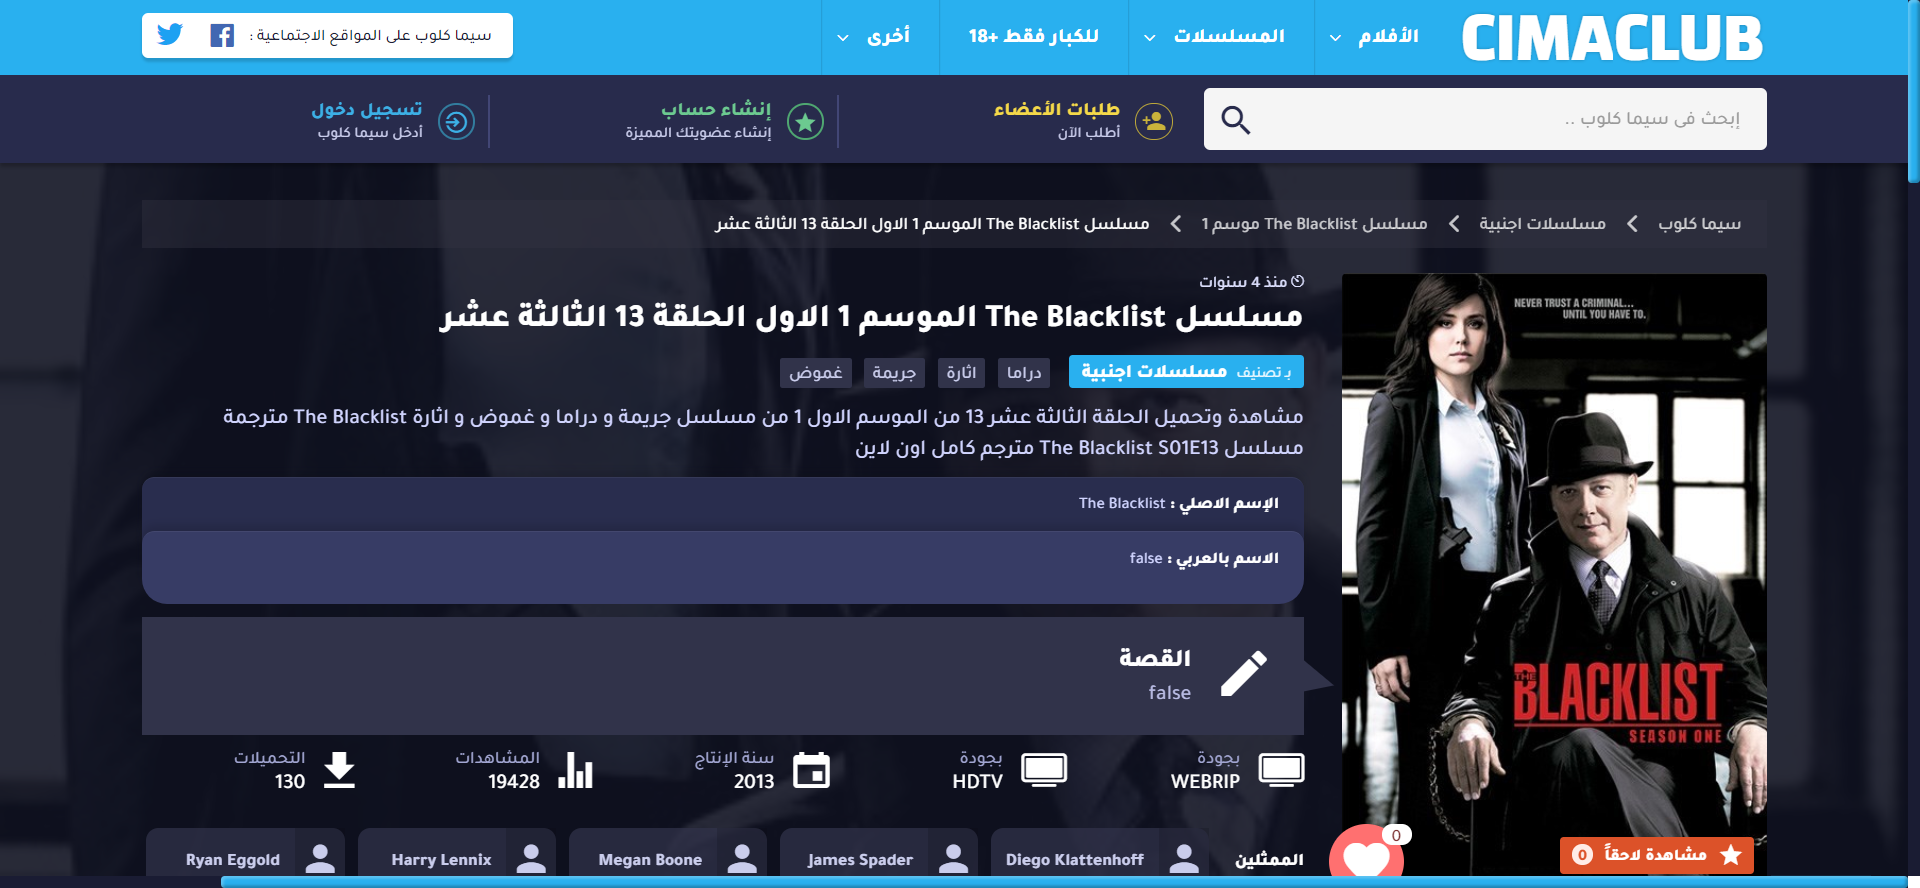 CIMACLUB
الأفلام
المسلسلات
للكبار فقط +18
أخرى
سيما كلوب على المواقع الاجتماعية :
إبحث فى سيما كلوب ..
طلبات الأعضاء
أطلب الآن
إنشاء حساب
إنشاء عضويتك المميزة
تسجيل دخول
أدخل سيما كلوب
سيما كلوب
مسلسلات اجنبية
مسلسل The Blacklist موسم 1
مسلسل The Blacklist الموسم 1 الاول الحلقة 13 الثالثة عشر
منذ 4 سنوات
مسلسل The Blacklist الموسم 1 الاول الحلقة 13 الثالثة عشر
بـ تصنيف مسلسلات اجنبية
دراما
اثارة
جريمة
غموض
مشاهدة وتحميل الحلقة الثالثة عشر 13 من الموسم الاول 1 من مسلسل جريمة و دراما و غموض و اثارة The Blacklist مترجمة
مسلسل The Blacklist S01E13 مترجم كامل اون لاين
الإسم الاصلي : The Blacklist
الاسم بالعربي : false
القصة
false
بجودة
WEBRIP
بجودة
HDTV
سنة الإنتاج
2013
المشاهدات
19428
التحميلات
130
الممثلين
Diego Klattenhoff
James Spader
Megan Boone
Harry Lennix
Ryan Eggold
NEVER TRUST A CRIMINAL...
UNTIL YOU HAVE TO.
THE BLACKLIST
SEASON ONE
مشاهدة لاحقاً 0
0